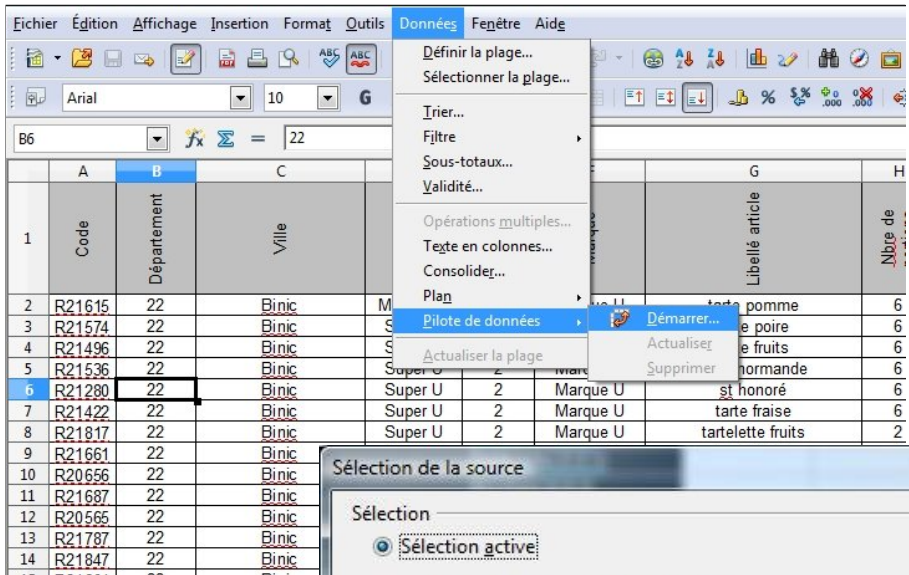 Fichier Édition Affichage Insertion Format Outils Données Fenêtre Aide
Définir la plage...
Sélectionner la plage...
Trier...
Filtre
Sous-totaux...
Validité...
Opérations multiples...
Texte en colonnes...
Consolider...
Plan
Pilote de données
Actualiser la plage
Démarrer...
Actualiser
Supprimer
Arial 10 G
B6 = 22
A B C G H
1 Code Département Ville Libellé article Nbre de
2 R21615 22 Binic M tarte pomme 6
3 R21574 22 Binic S poire 6
4 R21496 22 Binic S fruits 6
5 R21536 22 Binic Super U 2 Marque U normande 6
6 R21280 22 Binic Super U 2 Marque U st honoré 6
7 R21422 22 Binic Super U 2 Marque U tarte fraise 6
8 R21817 22 Binic Super U 2 Marque U tartelette fruits 2
9 R21661 22 Binic
10 R20656 22 Binic
11 R21687 22 Binic
12 R20565 22 Binic
13 R21787 22 Binic
14 R21847 22 Binic
Sélection de la source
Sélection
Sélection active